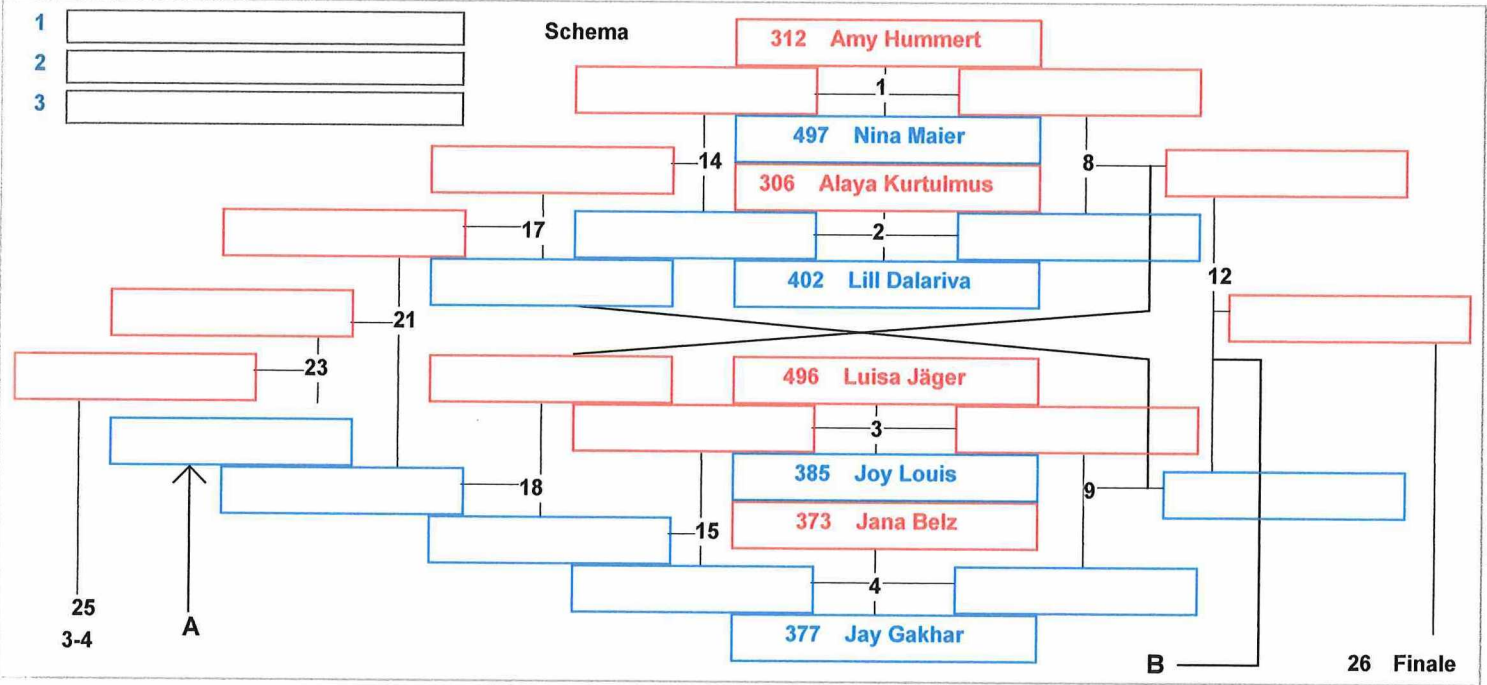 1
Schema
312 Amy Hummert
2
1
3
497 Nina Maier
14
8
306 Alaya Kurtulmus
17
2
402 Lill Dalariva
12
21
23
496 Luisa Jäger
3
385 Joy Louis
18
9
373 Jana Belz
15
4
25
3-4
A
377 Jay Gakhar
B
26 Finale